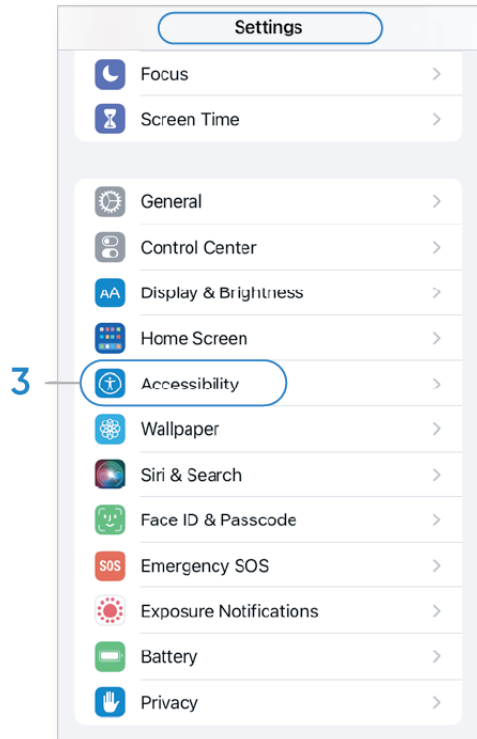 Settings
Focus
Screen Time
General
Control Center
AA Display & Brightness
Home Screen
3 Accessibility
Wallpaper
Siri & Search
Face ID & Passcode
SOS Emergency SOS
Exposure Notifications
Battery
Privacy